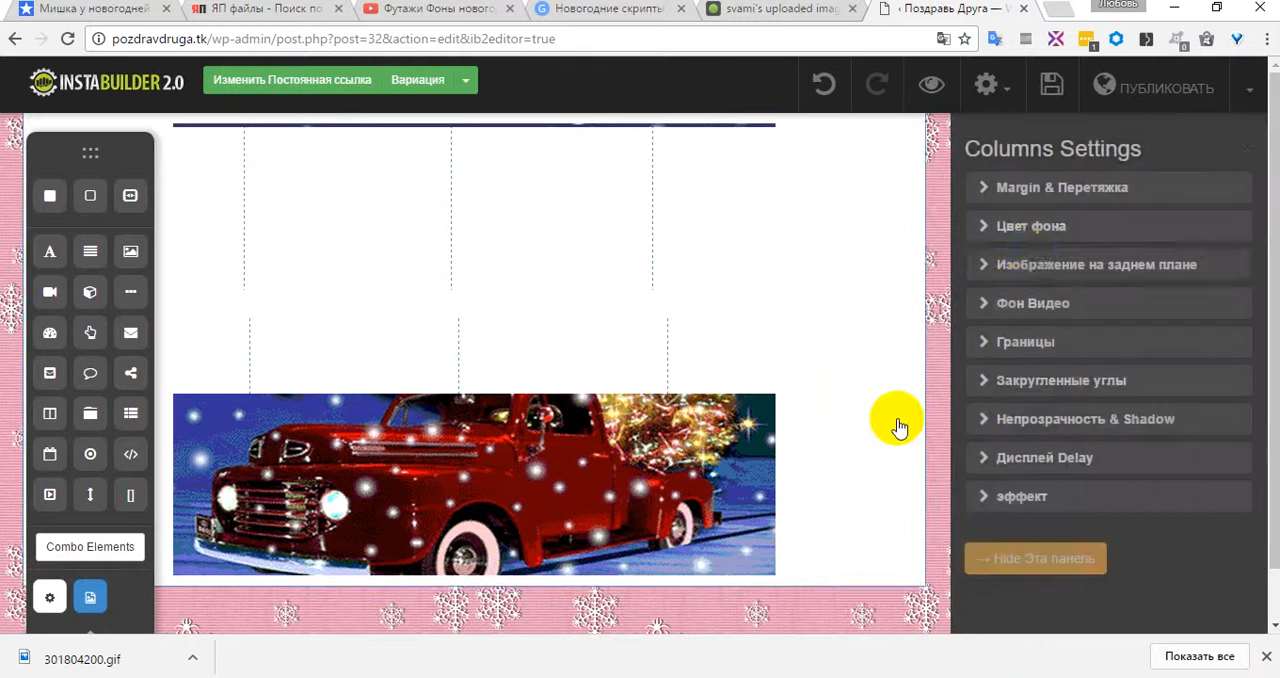 Мишка у новогодней
ЯП файлы - Поиск по
Футажи Фоны новог
Новогодние скрипты
svami's uploaded imag
‹ Поздравь Друга — W
Любовь
pozdravdruga.tk/wp-admin/post.php?post=32&action=edit&ib2editor=true
INSTABUILDER 2.0
Изменить Постоянная ссылка
Вариация
ПУБЛИКОВАТЬ
Columns Settings
Margin & Перетяжка
Цвет фона
Изображение на заднем плане
Фон Видео
Границы
Закругленные углы
Непрозрачность & Shadow
Дисплей Delay
эффект
→ Hide Эта панель
Combo Elements
301804200.gif
Показать все